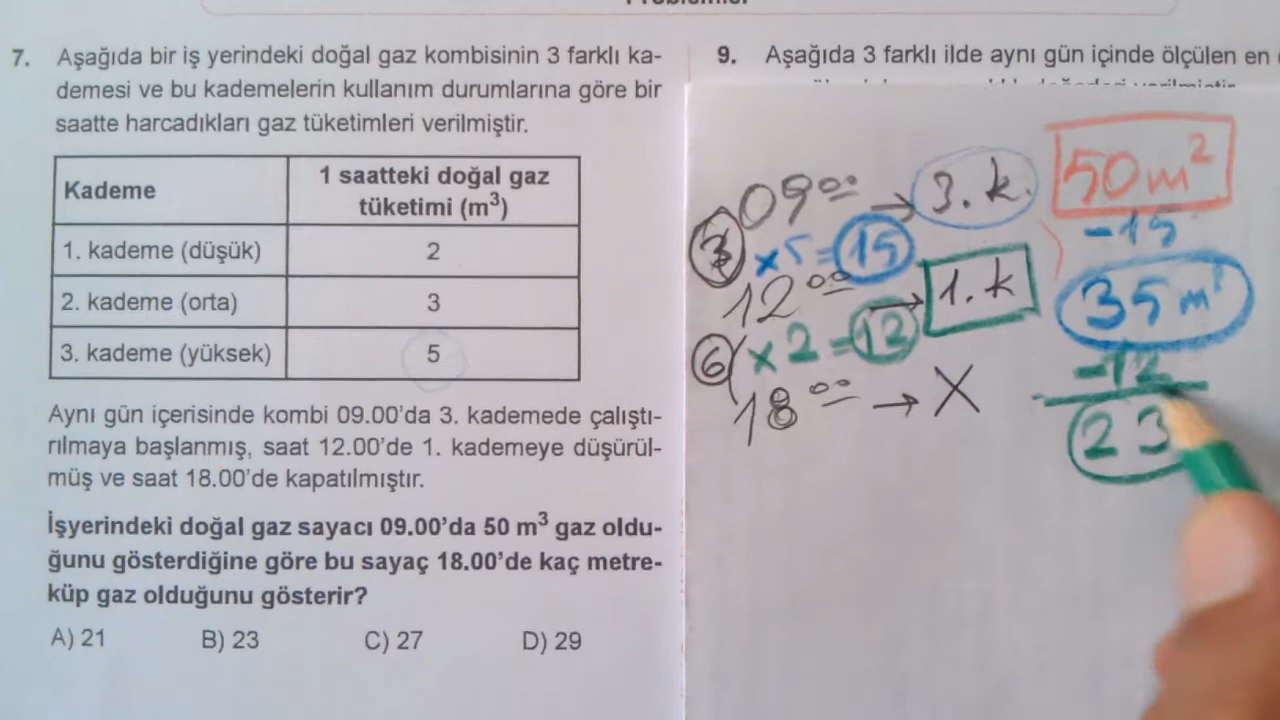 7. Aşağıda bir iş yerindeki doğal gaz kombisinin 3 farklı ka-
demesi ve bu kademelerin kullanım durumlarına göre bir
saatte harcadıkları gaz tüketimleri verilmiştir.
Kademe
1 saatteki doğal gaz
tüketimi (m³)
1. kademe (düşük) 2
2. kademe (orta) 3
3. kademe (yüksek) 5
Aynı gün içerisinde kombi 09.00'da 3. kademede çalıştı-
rılmaya başlanmış, saat 12.00'de 1. kademeye düşürül-
müş ve saat 18.00'de kapatılmıştır.
İşyerindeki doğal gaz sayacı 09.00'da 50 m³ gaz oldu-
ğunu gösterdiğine göre bu sayaç 18.00'de kaç metre-
küp gaz olduğunu gösterir?
A) 21 B) 23 C) 27 D) 29
9. Aşağıda 3 farklı ilde aynı gün içinde ölçülen en
09⁰⁰ → 3. k.
3 x5 = 15
12⁰⁰ → 1. k
6 x 2 = 12
18⁰⁰ → X
50 m²
-15
35 m
-12
23